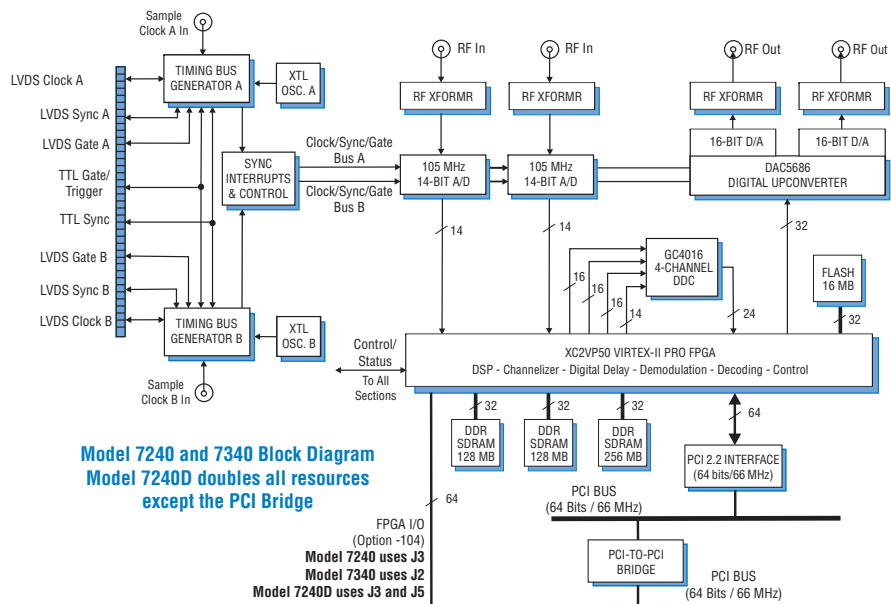 Sample
Clock A In
TIMING BUS
GENERATOR A
XTL
OSC. A
LVDS Clock A
LVDS Sync A
LVDS Gate A
TTL Gate/
Trigger
TTL Sync
LVDS Gate B
LVDS Sync B
LVDS Clock B
SYNC
INTERRUPTS
& CONTROL
Clock/Sync/Gate
Bus A
Clock/Sync/Gate
Bus B
TIMING BUS
GENERATOR B
XTL
OSC. B
Sample
Clock B In
RF In
RF In
RF Out
RF Out
RF XFORMR
RF XFORMR
RF XFORMR
RF XFORMR
16-BIT D/A
16-BIT D/A
105 MHz
14-BIT A/D
105 MHz
14-BIT A/D
DAC5686
DIGITAL UPCONVERTER
14
14
32
GC4016
4-CHANNEL
DDC
16
16
16
14
24
FLASH
16 MB
32
Control/
Status
To All
Sections
XC2VP50 VIRTEX-II PRO FPGA
DSP - Channelizer - Digital Delay - Demodulation - Decoding - Control
32
32
32
64
DDR
SDRAM
128 MB
DDR
SDRAM
128 MB
DDR
SDRAM
256 MB
PCI 2.2 INTERFACE
(64 bits/66 MHz)
Model 7240 and 7340 Block Diagram
Model 7240D doubles all resources
except the PCI Bridge
64
FPGA I/O
(Option -104)
Model 7240 uses J3
Model 7340 uses J2
Model 7240D uses J3 and J5
PCI BUS
(64 Bits / 66 MHz)
PCI-TO-PCI
BRIDGE
PCI BUS
(64 Bits / 66 MHz)